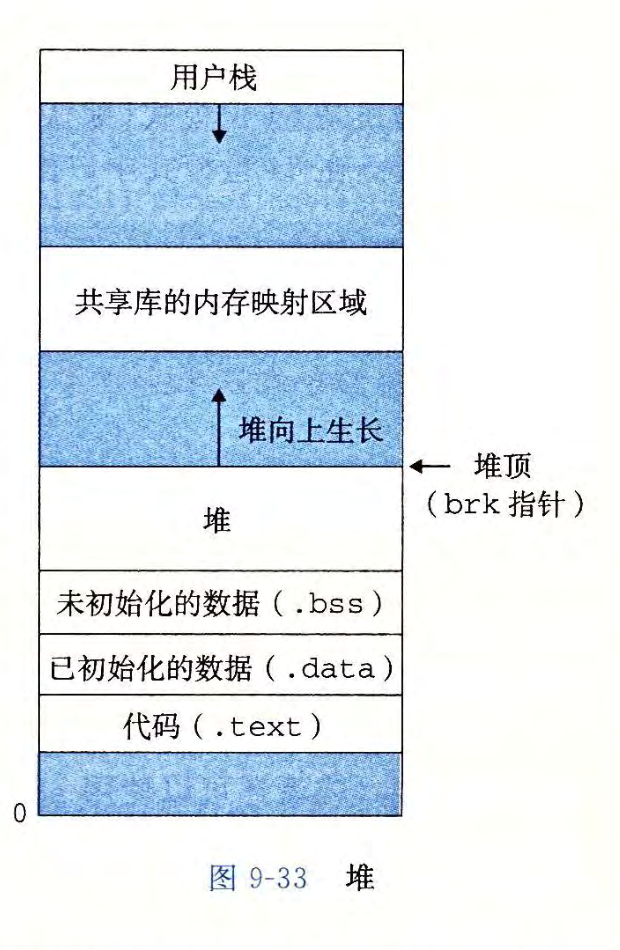 用户栈
共享库的内存映射区域
堆向上生长
堆顶
（brk 指针）
堆
未初始化的数据（.bss）
已初始化的数据（.data）
代码（.text）
0
图 9-33 堆